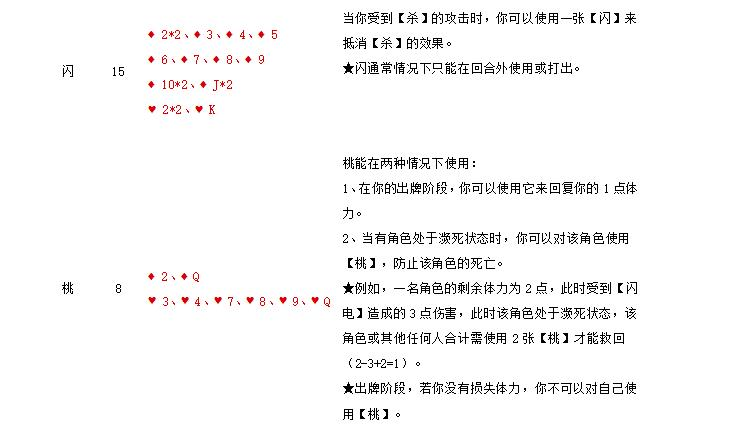 当你受到【杀】的攻击时，你可以使用一张【闪】来
抵消【杀】的效果。
★闪通常情况下只能在回合外使用或打出。
闪 15
♦ 2*2、♦ 3、♦ 4、♦ 5
♦ 6、♦ 7、♦ 8、♦ 9
♦ 10*2、♦ J*2
♥ 2*2、♥ K
桃能在两种情况下使用：
1、在你的出牌阶段，你可以使用它来回复你的 1 点体
力。
2、当有角色处于濒死状态时，你可以对该角色使用
【桃】，防止该角色的死亡。
★例如，一名角色的剩余体力为 2 点，此时受到【闪
电】造成的 3 点伤害，此时该角色处于濒死状态，该
角色或其他任何人合计需使用 2 张【桃】才能救回
（2-3+2=1）。
★出牌阶段，若你没有损失体力，你不可以对自己使
用【桃】。
桃 8
♦ 2、♦ Q
♥ 3、♥ 4、♥ 7、♥ 8、♥ 9、♥ Q